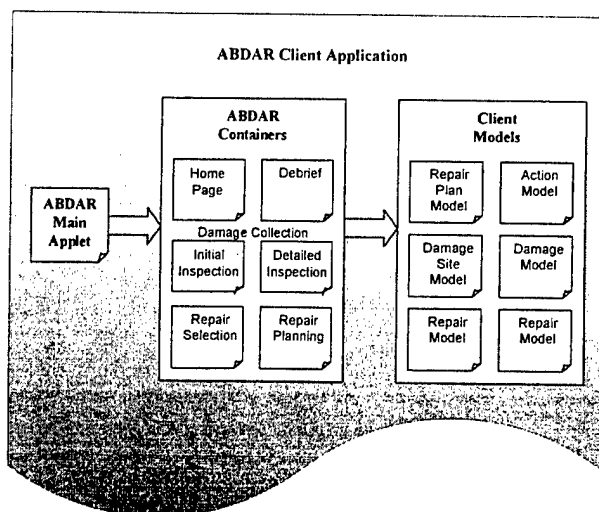 ABDAR Client Application
ABDAR
Main
Applet
ABDAR
Containers
Home
Page
Debrief
Damage Collection
Initial
Inspection
Detailed
Inspection
Repair
Selection
Repair
Planning
Client
Models
Repair
Plan
Model
Action
Model
Damage
Site
Model
Damage
Model
Repair
Model
Repair
Model